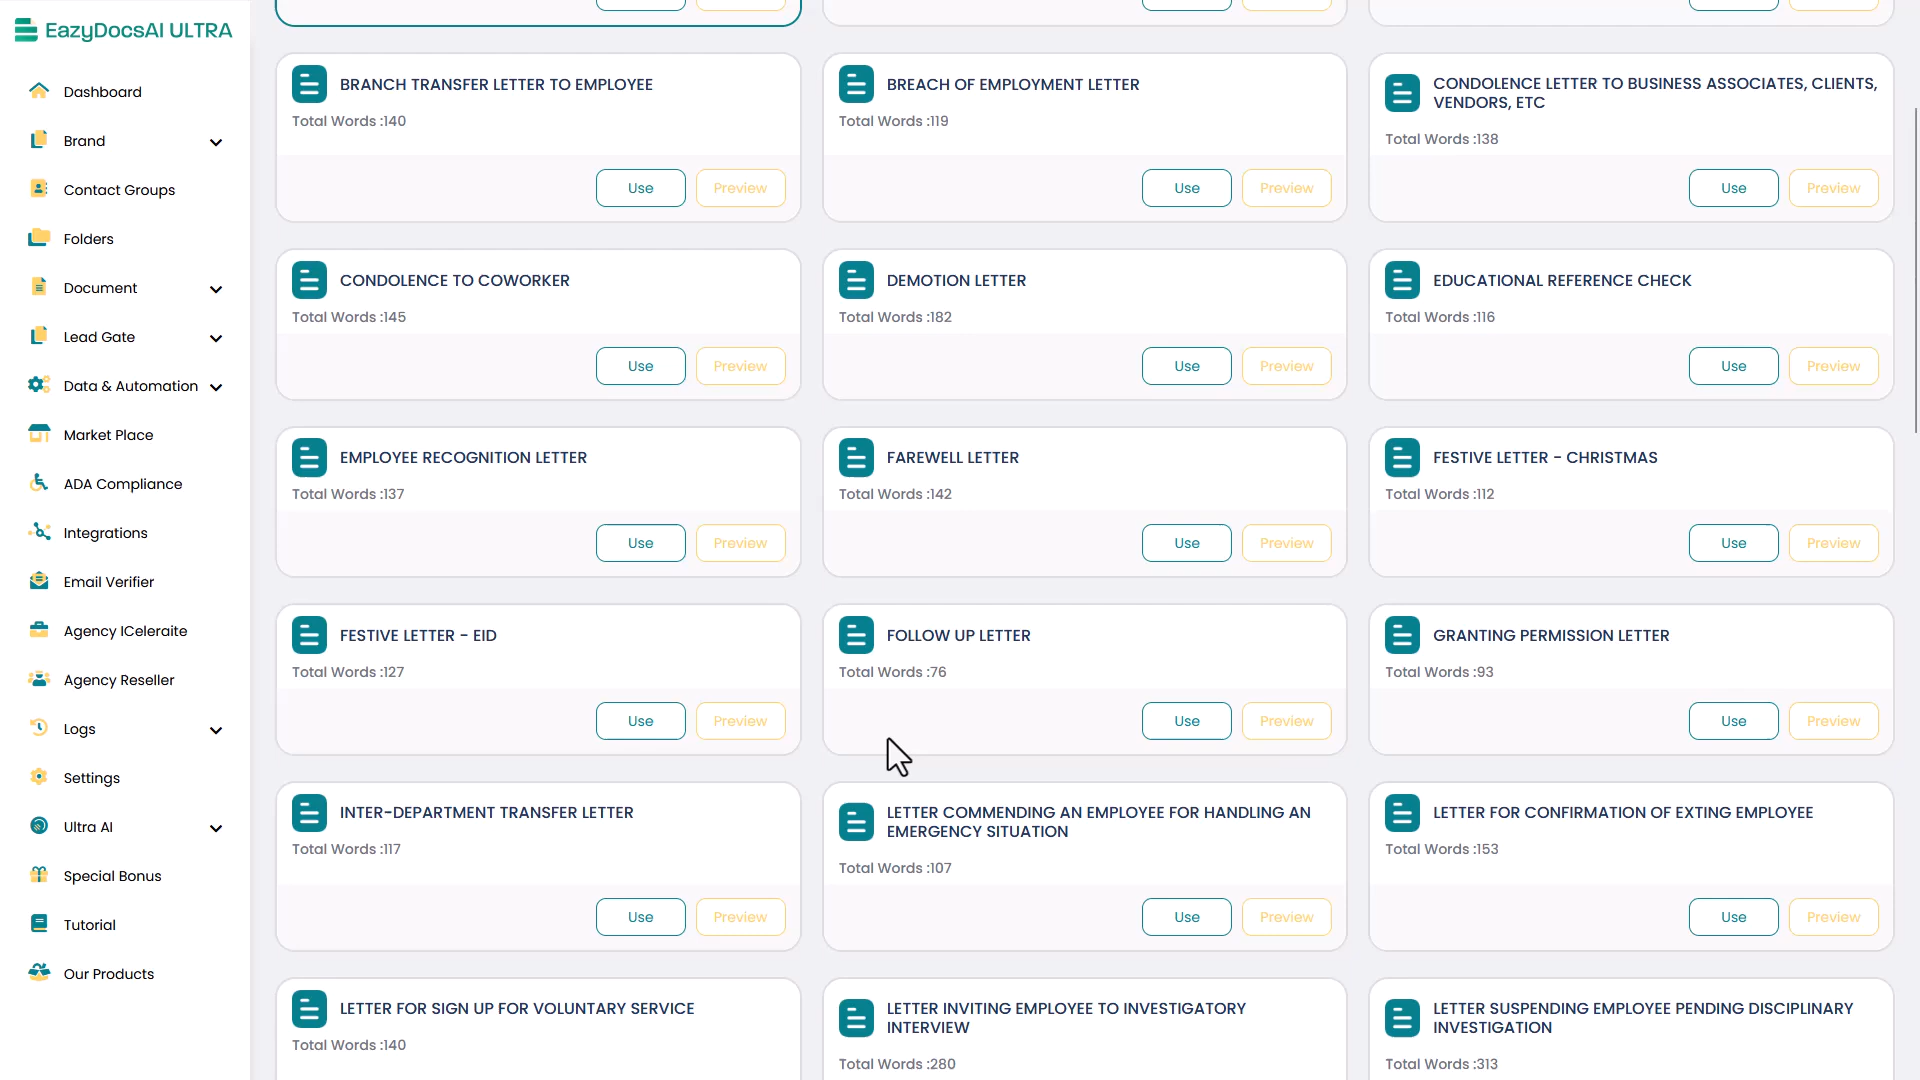 EazyDocsAI ULTRA
Dashboard
Brand
Contact Groups
Folders
Document
Lead Gate
Data & Automation
Market Place
ADA Compliance
Integrations
Email Verifier
Agency ICeleraite
Agency Reseller
Logs
Settings
Ultra AI
Special Bonus
Tutorial
Our Products
BRANCH TRANSFER LETTER TO EMPLOYEE
Total Words :140
Use
Preview
BREACH OF EMPLOYMENT LETTER
Total Words :119
Use
Preview
CONDOLENCE LETTER TO BUSINESS ASSOCIATES, CLIENTS,
VENDORS, ETC
Total Words :138
Use
Preview
CONDOLENCE TO COWORKER
Total Words :145
Use
Preview
DEMOTION LETTER
Total Words :182
Use
Preview
EDUCATIONAL REFERENCE CHECK
Total Words :116
Use
Preview
EMPLOYEE RECOGNITION LETTER
Total Words :137
Use
Preview
FAREWELL LETTER
Total Words :142
Use
Preview
FESTIVE LETTER - CHRISTMAS
Total Words :112
Use
Preview
FESTIVE LETTER - EID
Total Words :127
Use
Preview
FOLLOW UP LETTER
Total Words :76
Use
Preview
GRANTING PERMISSION LETTER
Total Words :93
Use
Preview
INTER-DEPARTMENT TRANSFER LETTER
Total Words :117
Use
Preview
LETTER COMMENDING AN EMPLOYEE FOR HANDLING AN
EMERGENCY SITUATION
Total Words :107
Use
Preview
LETTER FOR CONFIRMATION OF EXTING EMPLOYEE
Total Words :153
Use
Preview
LETTER FOR SIGN UP FOR VOLUNTARY SERVICE
Total Words :140
LETTER INVITING EMPLOYEE TO INVESTIGATORY
INTERVIEW
Total Words :280
LETTER SUSPENDING EMPLOYEE PENDING DISCIPLINARY
INVESTIGATION
Total Words :313